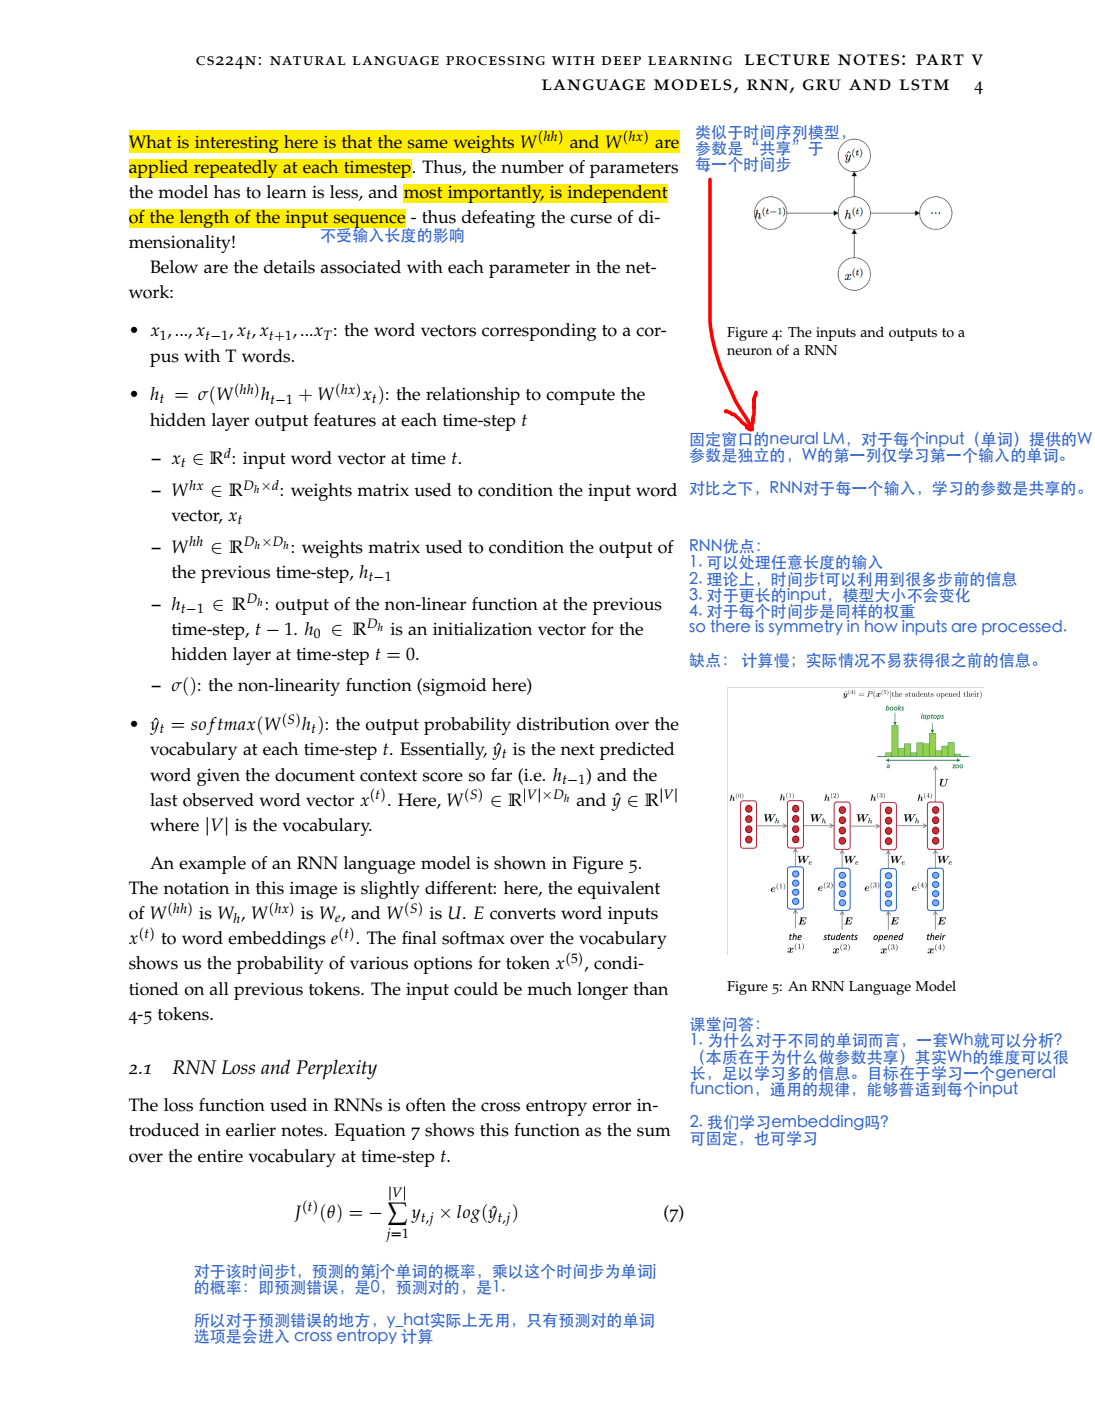 CS224N: NATURAL LANGUAGE PROCESSING WITH DEEP LEARNING LECTURE NOTES: PART V
LANGUAGE MODELS, RNN, GRU AND LSTM 4
What is interesting here is that the same weights W^(hh) and W^(hx) are
applied repeatedly at each timestep. Thus, the number of parameters
the model has to learn is less, and most importantly, is independent
of the length of the input sequence - thus defeating the curse of di-
mensionality!
不受输入长度的影响
Below are the details associated with each parameter in the net-
work:
• x_1, ..., x_{t−1}, x_t, x_{t+1}, ...x_T: the word vectors corresponding to a cor-
pus with T words.
• h_t = σ(W^(hh)h_{t−1} + W^(hx)x_t): the relationship to compute the
hidden layer output features at each time-step t
– x_t ∈ ℝ^d: input word vector at time t.
– W^{hx} ∈ ℝ^{D_h×d}: weights matrix used to condition the input word
vector, x_t
– W^{hh} ∈ ℝ^{D_h×D_h}: weights matrix used to condition the output of
the previous time-step, h_{t−1}
– h_{t−1} ∈ ℝ^{D_h}: output of the non-linear function at the previous
time-step, t − 1. h_0 ∈ ℝ^{D_h} is an initialization vector for the
hidden layer at time-step t = 0.
– σ(): the non-linearity function (sigmoid here)
• ŷ_t = softmax(W^(S)h_t): the output probability distribution over the
vocabulary at each time-step t. Essentially, ŷ_t is the next predicted
word given the document context score so far (i.e. h_{t−1}) and the
last observed word vector x^(t). Here, W^(S) ∈ ℝ^{|V|×D_h} and ŷ ∈ ℝ^{|V|}
where |V| is the vocabulary.
An example of an RNN language model is shown in Figure 5.
The notation in this image is slightly different: here, the equivalent
of W^(hh) is W_h, W^(hx) is W_e, and W^(S) is U. E converts word inputs
x^(t) to word embeddings e^(t). The final softmax over the vocabulary
shows us the probability of various options for token x^(5), condi-
tioned on all previous tokens. The input could be much longer than
4-5 tokens.
2.1 RNN Loss and Perplexity
The loss function used in RNNs is often the cross entropy error in-
troduced in earlier notes. Equation 7 shows this function as the sum
over the entire vocabulary at time-step t.
J^(t)(θ) = − ∑_{j=1}^{|V|} y_{t,j} × log(ŷ_{t,j}) (7)
对于该时间步t，预测的第j个单词的概率，乘以这个时间步为单词j
的概率：即预测错误，是0，预测对的，是1.
所以对于预测错误的地方，y_hat实际上无用，只有预测对的单词
选项是会进入 cross entropy 计算
类似于时间序列模型，
参数是“共享”于
每一个时间步
ŷ^(t)
h^(t−1) h^(t) ...
x^(t)
Figure 4: The inputs and outputs to a
neuron of a RNN
固定窗口的neural LM，对于每个input（单词）提供的W
参数是独立的，W的第一列仅学习第一个输入的单词。
对比之下，RNN对于每一个输入，学习的参数是共享的。
RNN优点：
1. 可以处理任意长度的输入
2. 理论上，时间步t可以利用到很多步前的信息
3. 对于更长的input，模型大小不会变化
4. 对于每个时间步是同样的权重
so there is symmetry in how inputs are processed.
缺点： 计算慢；实际情况不易获得很之前的信息。
ŷ^(4) = P(x^(5)|the students opened their)
books
laptops
a zoo
U
h^(0) h^(1) h^(2) h^(3) h^(4)
W_h W_h W_h W_h
W_e W_e W_e W_e
e^(1) e^(2) e^(3) e^(4)
E E E E
the students opened their
x^(1) x^(2) x^(3) x^(4)
Figure 5: An RNN Language Model
课堂问答：
1. 为什么对于不同的单词而言，一套Wh就可以分析?
（本质在于为什么做参数共享）其实Wh的维度可以很
长，足以学习多的信息。目标在于学习一个general
function，通用的规律，能够普适到每个input
2. 我们学习embedding吗?
可固定，也可学习